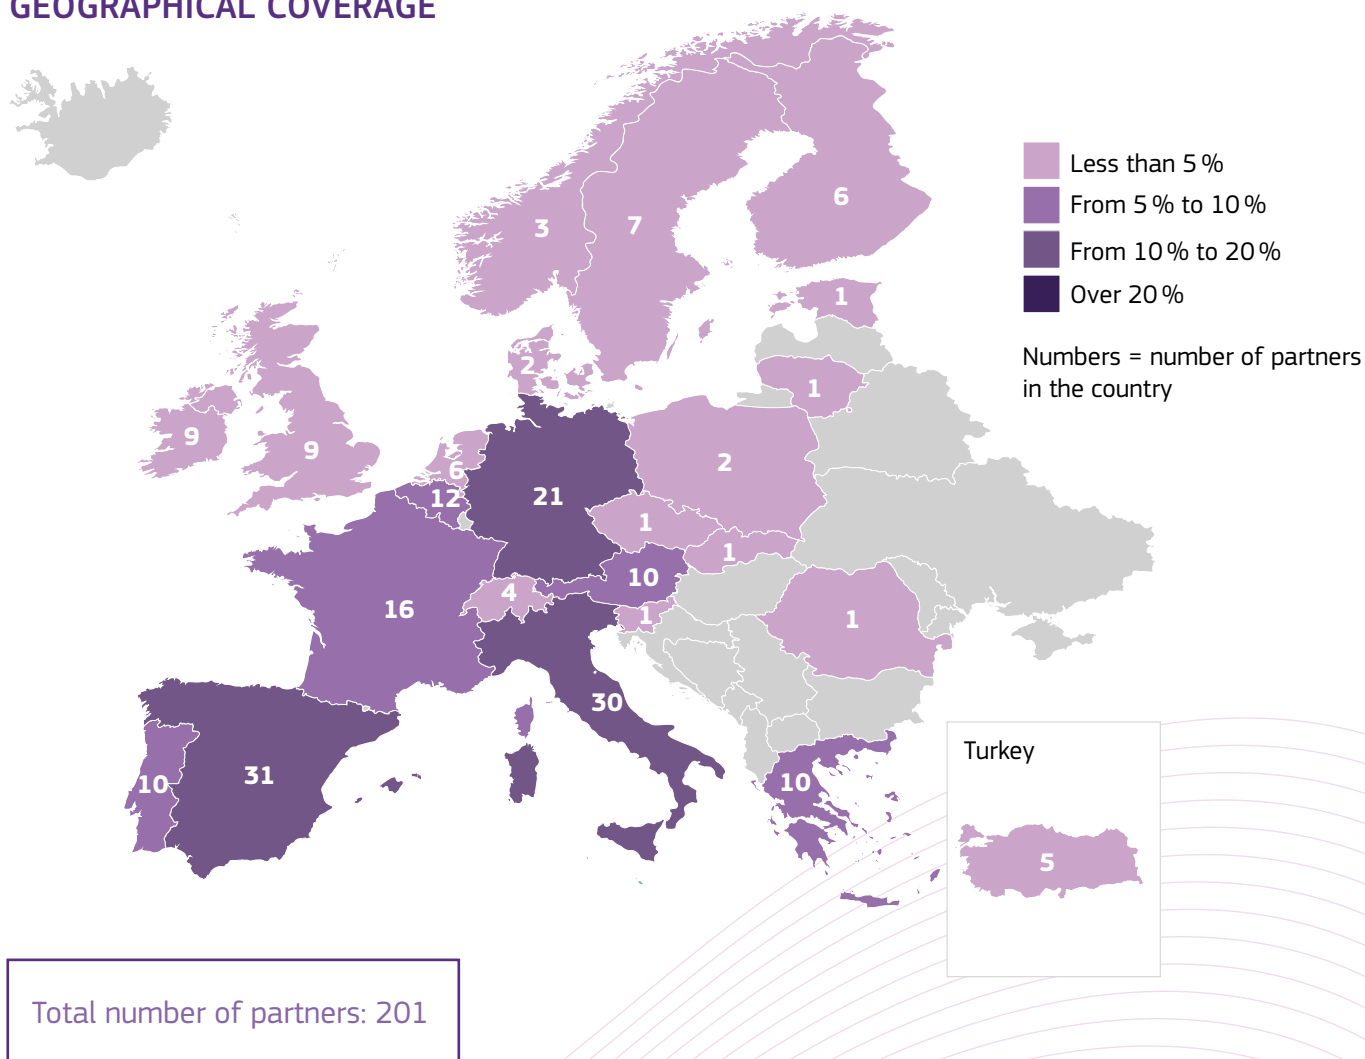 GEOGRAPHICAL COVERAGE
Less than 5 %
From 5 % to 10 %
From 10 % to 20 %
Over 20 %
Numbers = number of partners
in the country
3
7
6
1
2
1
9
9
6
12
21
2
1
1
10
4
1
16
1
30
10
31
10
Turkey
5
Total number of partners: 201